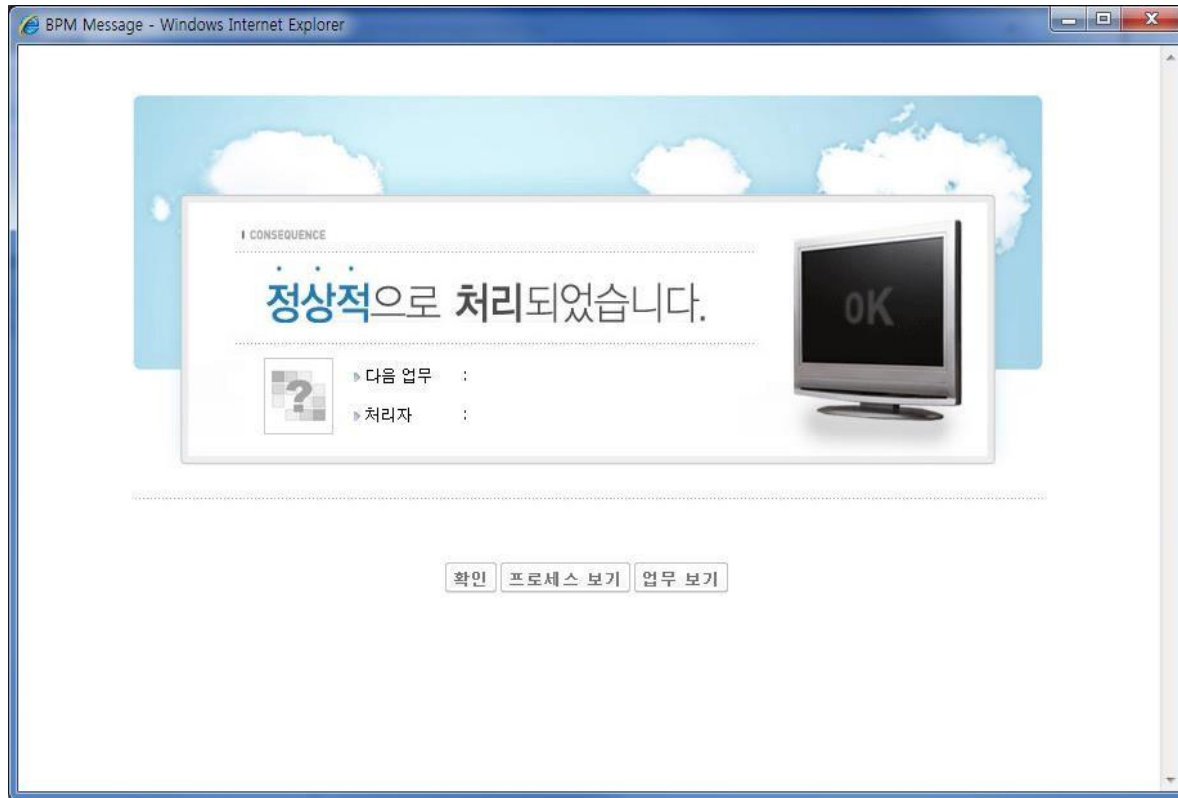 BPM Message - Windows Internet Explorer
CONSEQUENCE
정상적으로 처리되었습니다.
OK
?
다음 업무 :
처리자 :
확인 프로세스 보기 업무 보기